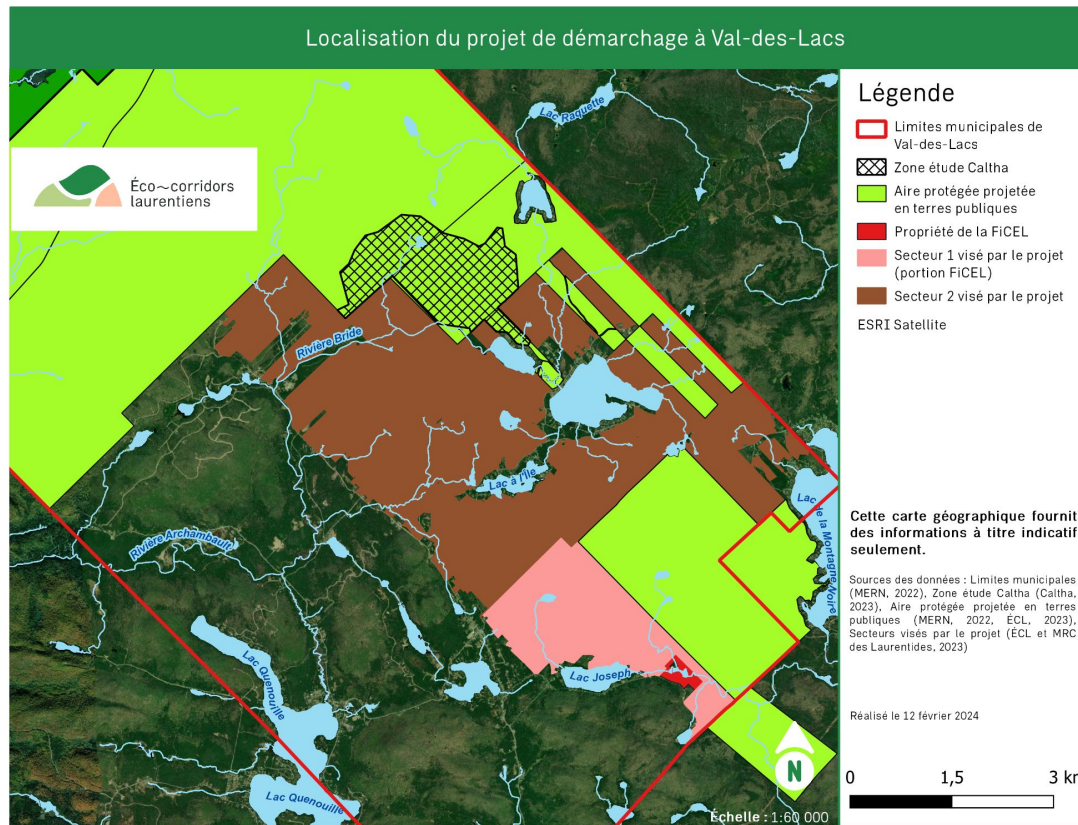 Localisation du projet de démarchage à Val-des-Lacs
Éco~corridors
laurentiens
Lac Raquette
Rivière Bride
Lac à l'Île
Rivière Archambault
Lac de la Montagne Noire
Lac Quenouille
Lac Joseph
Lac Quenouille
N
Échelle : 1:60 000
Légende
Limites municipales de
Val-des-Lacs
Zone étude Caltha
Aire protégée projetée
en terres publiques
Propriété de la FiCEL
Secteur 1 visé par le projet
(portion FiCEL)
Secteur 2 visé par le projet
ESRI Satellite
Cette carte géographique fournit
des informations à titre indicatif
seulement.
Sources des données : Limites municipales
(MERN, 2022), Zone étude Caltha (Caltha,
2023), Aire protégée projetée en terres
publiques (MERN, 2022, ÉCL, 2023),
Secteurs visés par le projet (ÉCL et MRC
des Laurentides, 2023)
Réalisé le 12 février 2024
0 1,5 3 k